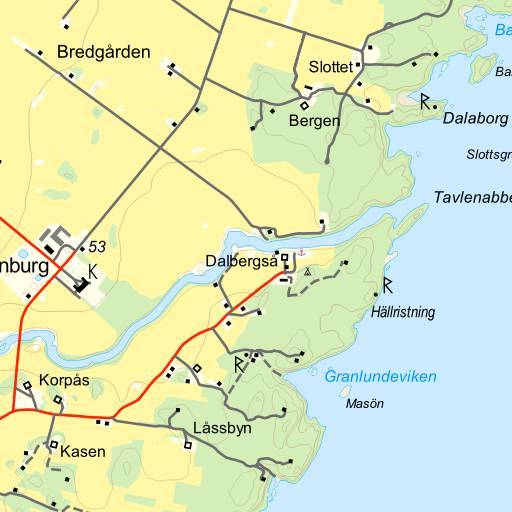 Ba
Bredgården
Slottet
Ba
Dalaborg
Bergen
Slottsgr
Tavlenabbe
53
Dalbergså
nburg
K
Hällristning
Granlundeviken
Korpås
Masön
Låssbyn
Kasen